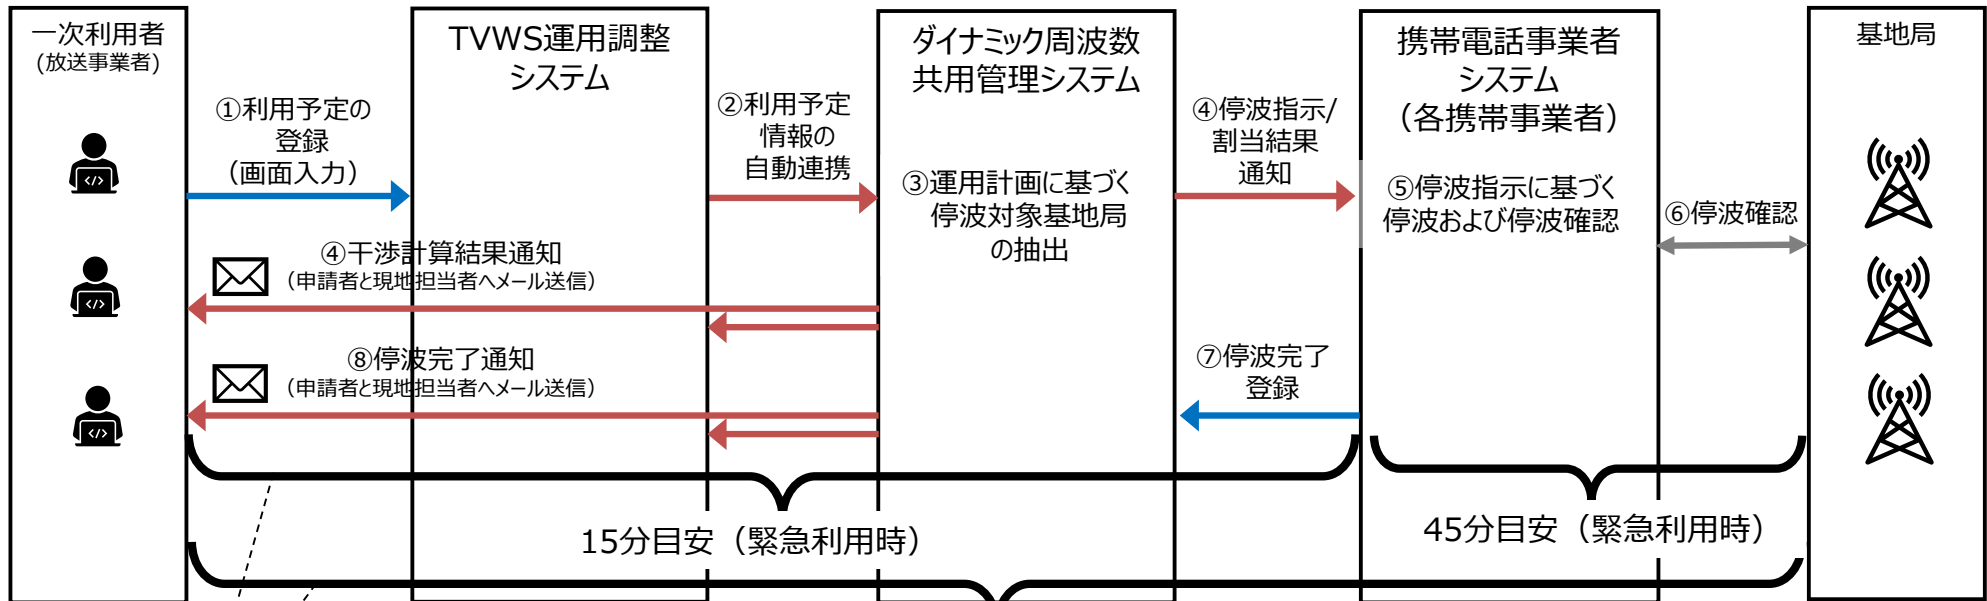 一次利用者
(放送事業者)
TVWS運用調整
システム
ダイナミック周波数
共用管理システム
携帯電話事業者
システム
（各携帯事業者）
基地局
①利用予定の
登録
（画面入力）
②利用予定
情報の
自動連携
③運用計画に基づく
停波対象基地局
の抽出
④停波指示/
割当結果
通知
⑤停波指示に基づく
停波および停波確認
⑥停波確認
④干渉計算結果通知
（申請者と現地担当者へメール送信）
⑧停波完了通知
（申請者と現地担当者へメール送信）
⑦停波完了
登録
15分目安（緊急利用時）
45分目安（緊急利用時）